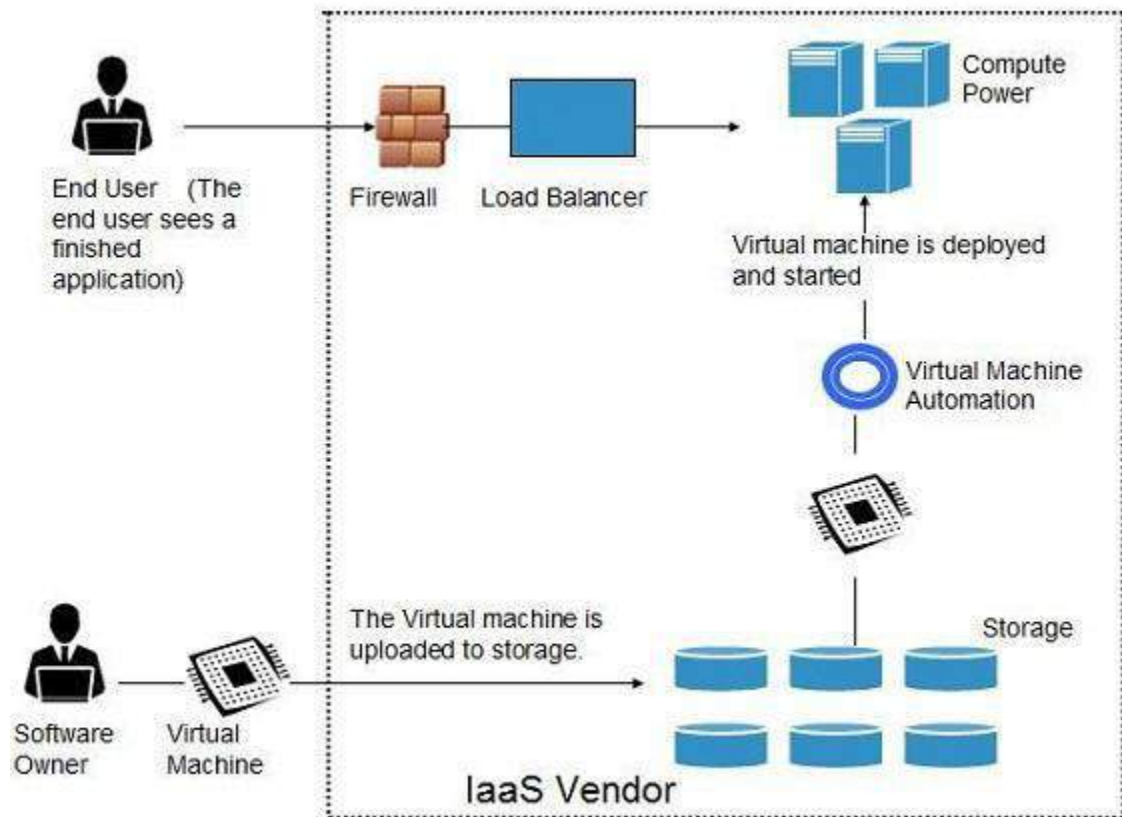 Compute
Power
End User (The
end user sees a
finished
application)
Firewall
Load Balancer
Virtual machine is deployed
and started
Virtual Machine
Automation
The Virtual machine is
uploaded to storage.
Storage
Software
Owner
Virtual
Machine
IaaS Vendor